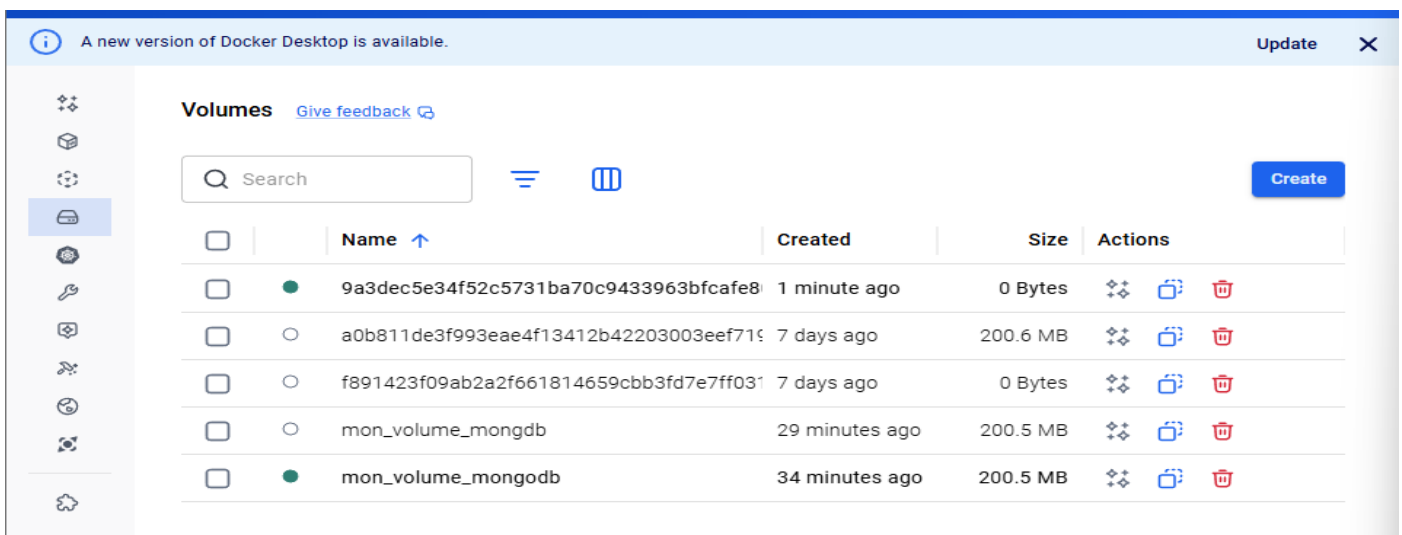 A new version of Docker Desktop is available. Update
Volumes Give feedback
Search
Create
Name Created Size Actions
9a3dec5e34f52c5731ba70c9433963bfcafe8 1 minute ago 0 Bytes
a0b811de3f993eae4f13412b42203003eef719 7 days ago 200.6 MB
f891423f09ab2a2f661814659cbb3fd7e7ff031 7 days ago 0 Bytes
mon_volume_mongdb 29 minutes ago 200.5 MB
mon_volume_mongodb 34 minutes ago 200.5 MB